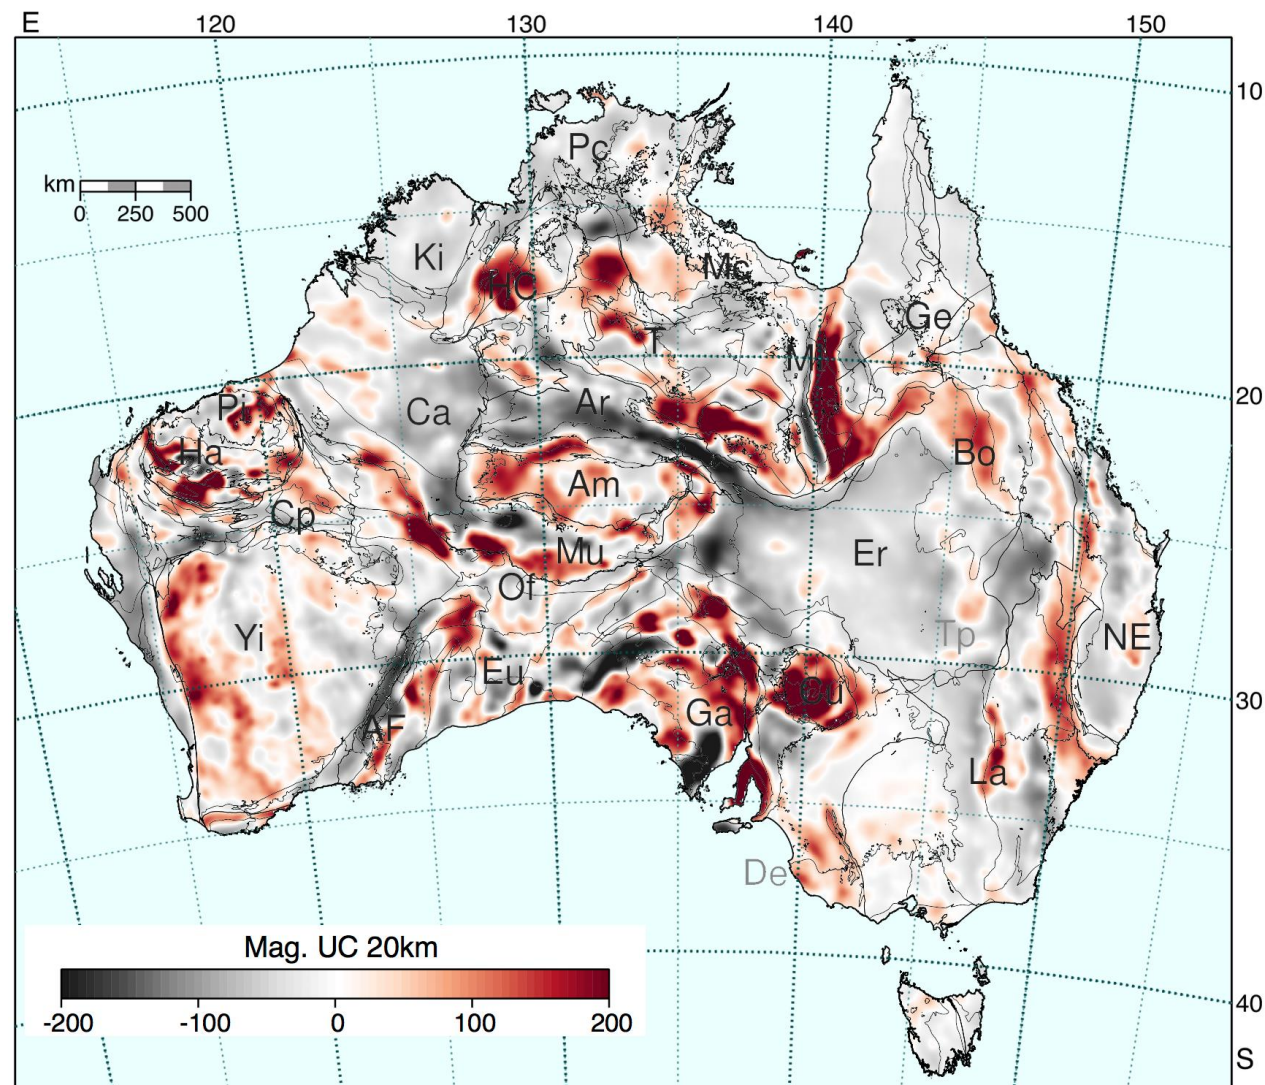 E
120
130
140
150
10
Pc
km
0 250 500
Ki
HC
Mc
Ge
T
MI
20
Pi
Ca
Ar
Ha
Am
Bo
Cp
Mu
Er
Of
Yi
Tp
NE
Eu
Cu
30
AF
Ga
La
De
Mag. UC 20km
-200 -100 0 100 200
40
S